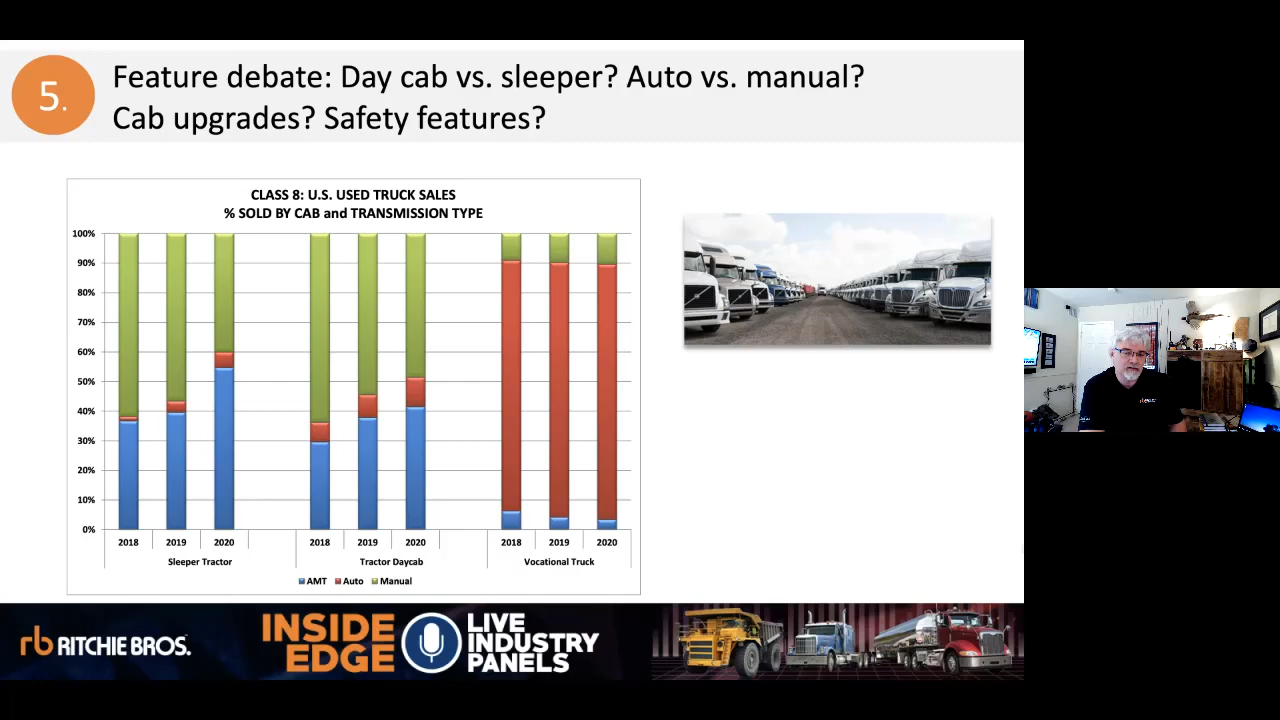 5.
Feature debate: Day cab vs. sleeper? Auto vs. manual?
Cab upgrades? Safety features?
CLASS 8: U.S. USED TRUCK SALES
% SOLD BY CAB and TRANSMISSION TYPE
100%
90%
80%
70%
60%
50%
40%
30%
20%
10%
0%
2018 2019 2020 2018 2019 2020 2018 2019 2020
Sleeper Tractor Tractor Daycab Vocational Truck
AMT Auto Manual
rb RITCHIE BROS.
INSIDE
EDGE
LIVE
INDUSTRY
PANELS